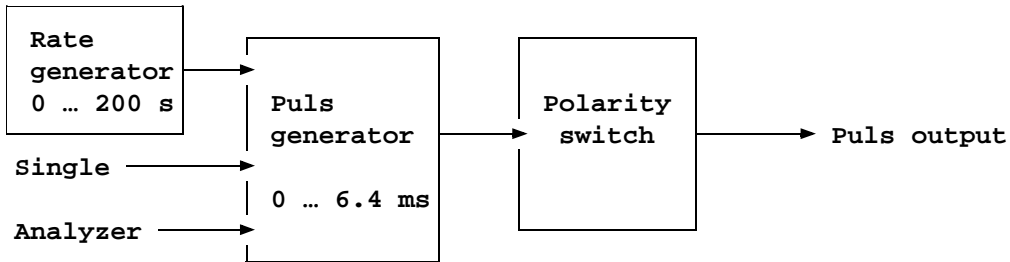 Rate
generator
0 … 200 s
Single
Analyzer
Puls
generator
0 … 6.4 ms
Polarity
switch
Puls output